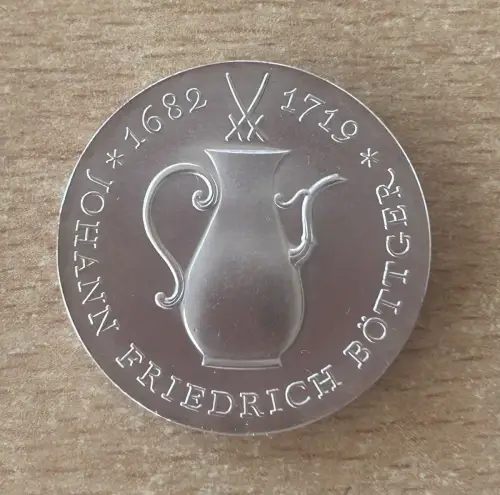 * 1682 1719 *
JOHANN FRIEDRICH BÖTTGER